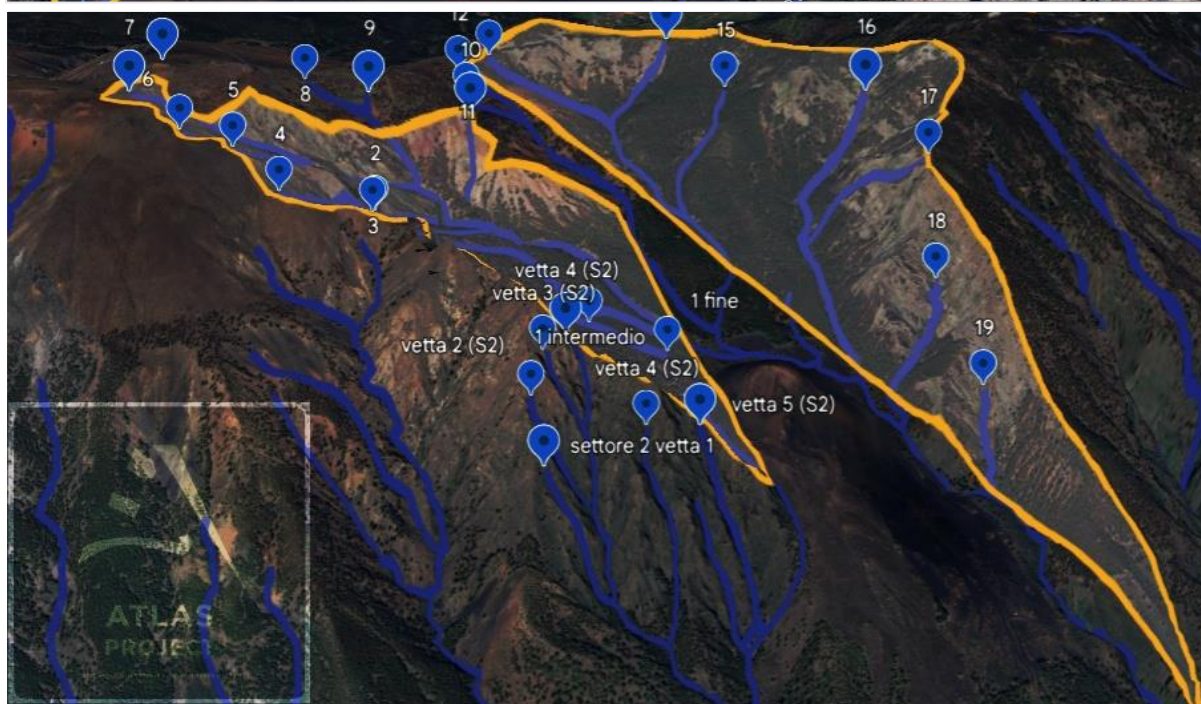 12
7
9
15
16
10
6
8
5
11
17
4
2
3
18
vetta 4 (S2)
vetta 3 (S2)
1 fine
1 intermedio
vetta 2 (S2)
19
vetta 4 (S2)
vetta 5 (S2)
settore 2 vetta 1
ATLAS
PROJECT